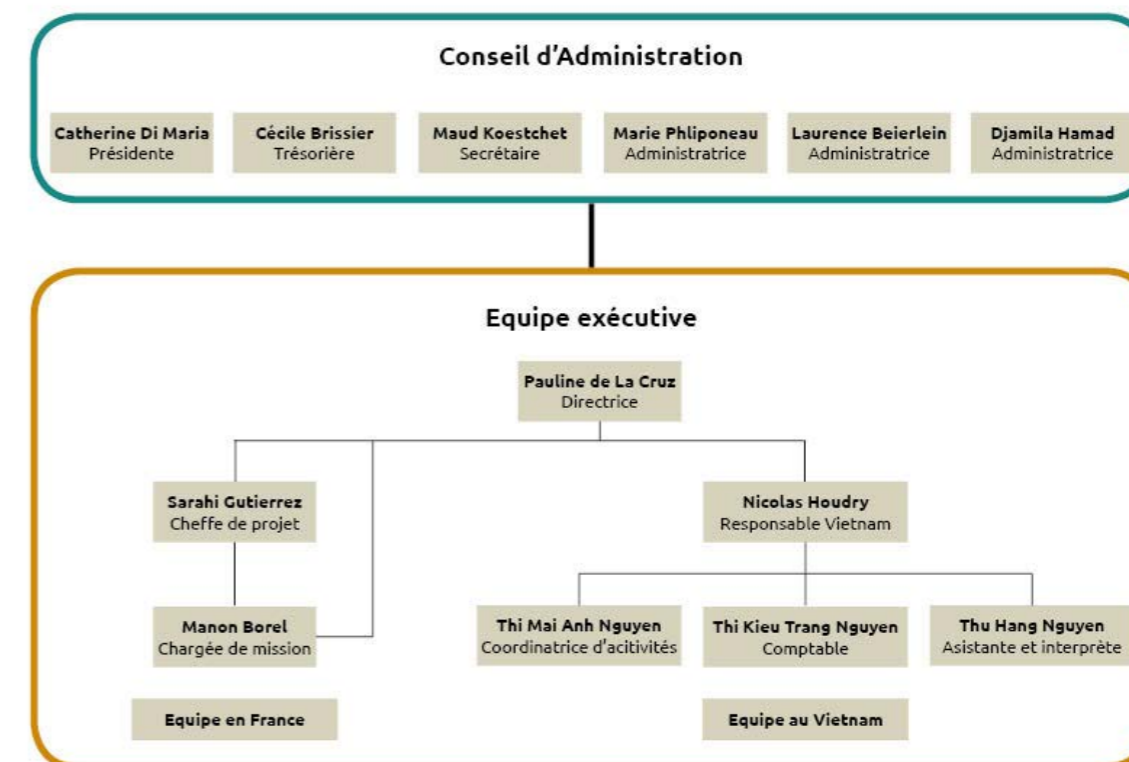 Conseil d'Administration
Catherine Di Maria
Présidente
Cécile Brissier
Trésorière
Maud Koestchet
Secrétaire
Marie Phliponeau
Administratrice
Laurence Beierlein
Administratrice
Djamila Hamad
Administratrice
Equipe exécutive
Pauline de La Cruz
Directrice
Sarahi Gutierrez
Cheffe de projet
Nicolas Houdry
Responsable Vietnam
Manon Borel
Chargée de mission
Thi Mai Anh Nguyen
Coordinatrice d'acitivités
Thi Kieu Trang Nguyen
Comptable
Thu Hang Nguyen
Asistante et interprète
Equipe en France
Equipe au Vietnam